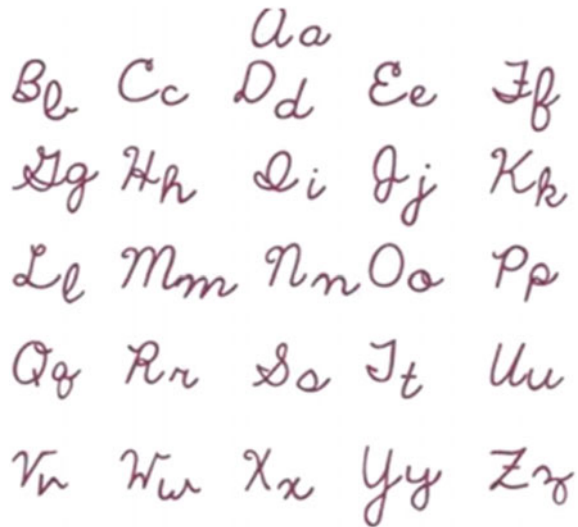 Aa
Bb Cc Dd Ee Ff
Gg Hh Ii Jj Kk
Ll Mm Nn Oo Pp
Qq Rr Ss Tt Uu
Vv Ww Xx Yy Zz